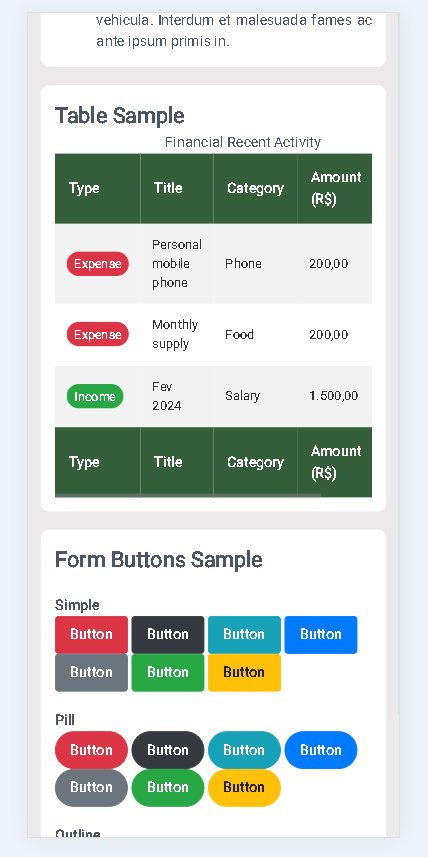 vehicula. Interdum et malesuada fames ac
ante ipsum primis in.
Table Sample
Financial Recent Activity
Type Title Category Amount (R$)
Expense Personal mobile phone Phone 200,00
Expense Monthly supply Food 200,00
Income Fev 2024 Salary 1.500,00
Type Title Category Amount (R$)
Form Buttons Sample
Simple
Button Button Button Button
Button Button Button
Pill
Button Button Button Button
Button Button Button
Outline